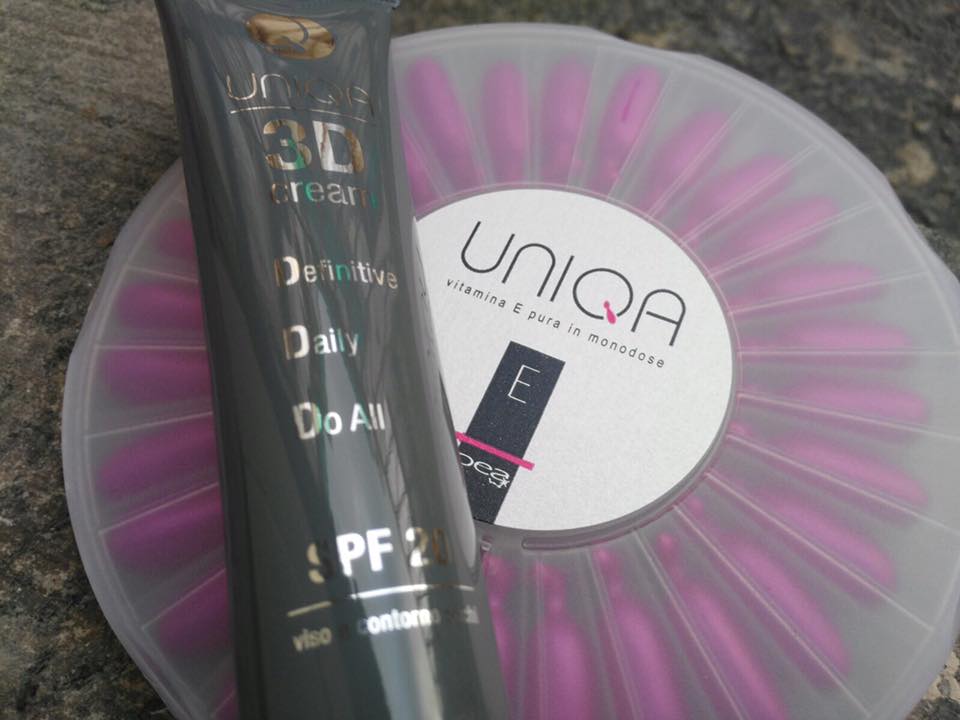 UNIQA
3D
cream
Definitive
Daily
Do All
SPF 20
viso e contorno occhi
UNIQA
vitamina E pura in monodose
E
bea